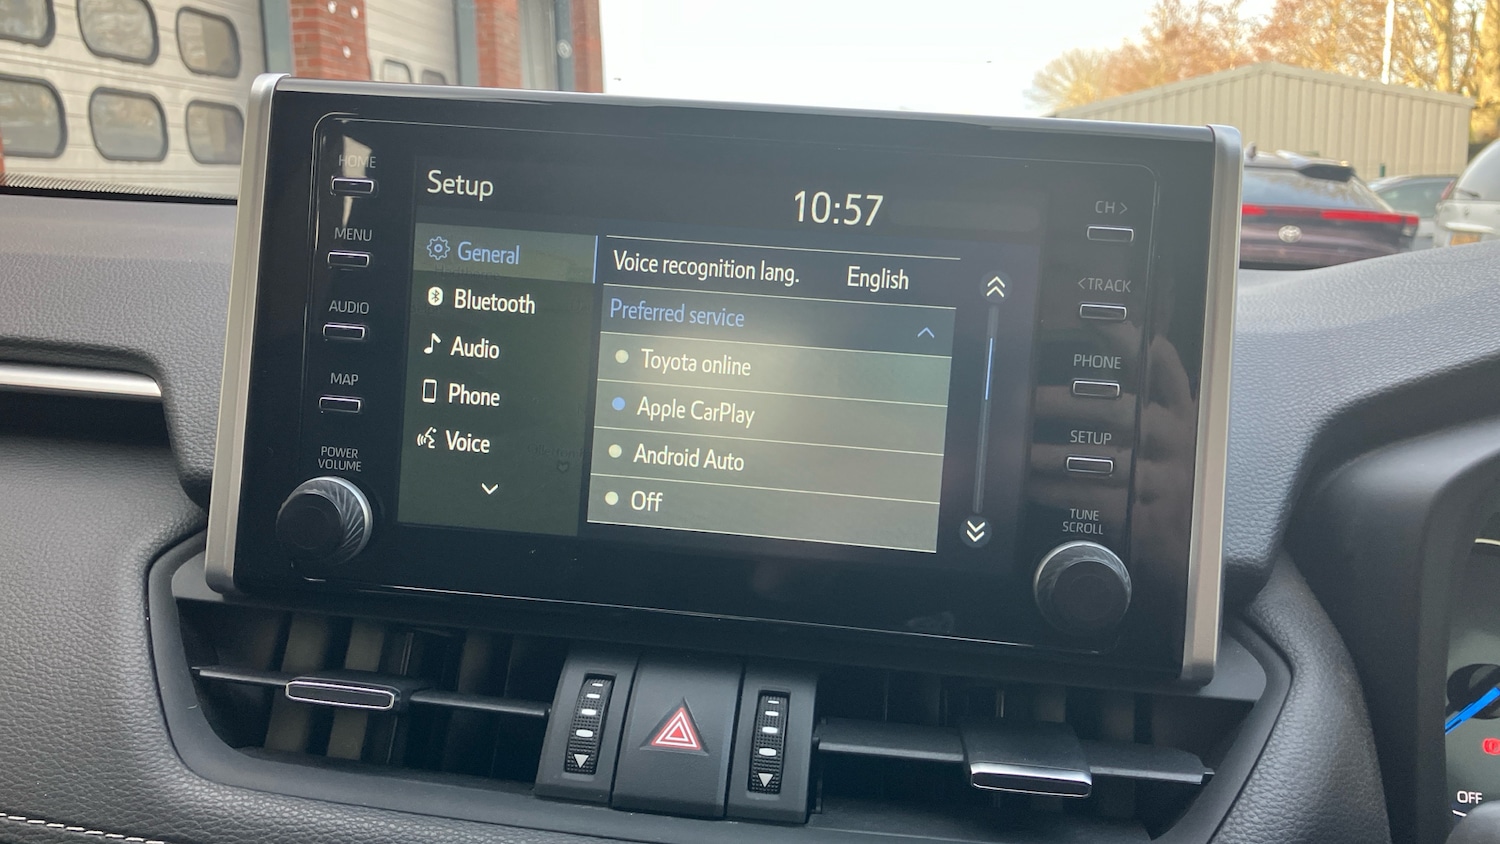 HOME
MENU
AUDIO
MAP
POWER
VOLUME
Setup
10:57
General
Bluetooth
Audio
Phone
Voice
Voice recognition lang. English
Preferred service
Toyota online
Apple CarPlay
Android Auto
Off
CH >
< TRACK
PHONE
SETUP
TUNE
SCROLL
OFF